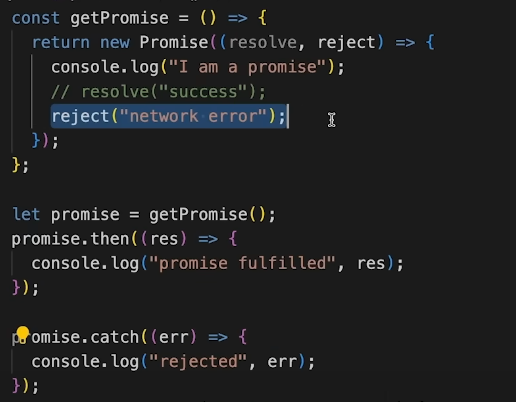 const getPromise = () => {
  return new Promise((resolve, reject) => {
    console.log("I am a promise");
    // resolve("success");
    reject("network error");
  });
};

let promise = getPromise();
promise.then((res) => {
  console.log("promise fulfilled", res);
});

promise.catch((err) => {
  console.log("rejected", err);
});